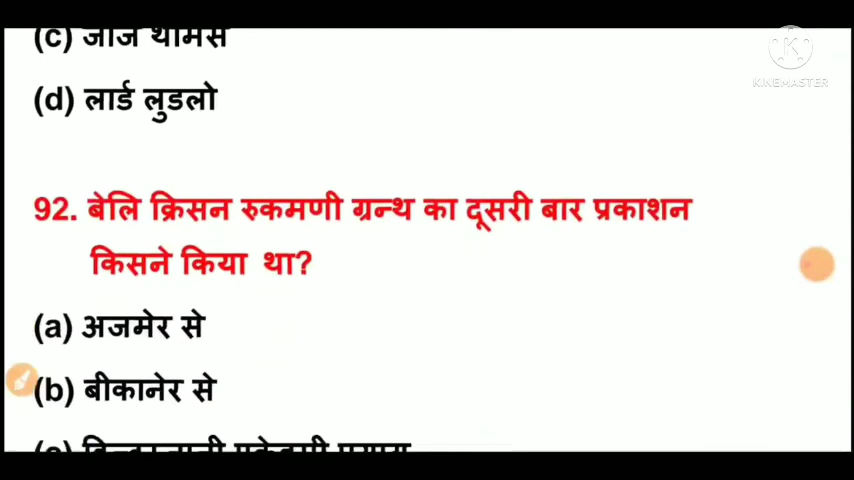 (c) जॉर्ज थॉमस
(d) लार्ड लुडलो
KINEMASTER
92. बेलि क्रिसन रुकमणी ग्रन्थ का दूसरी बार प्रकाशन
किसने किया था?
(a) अजमेर से
(b) बीकानेर से